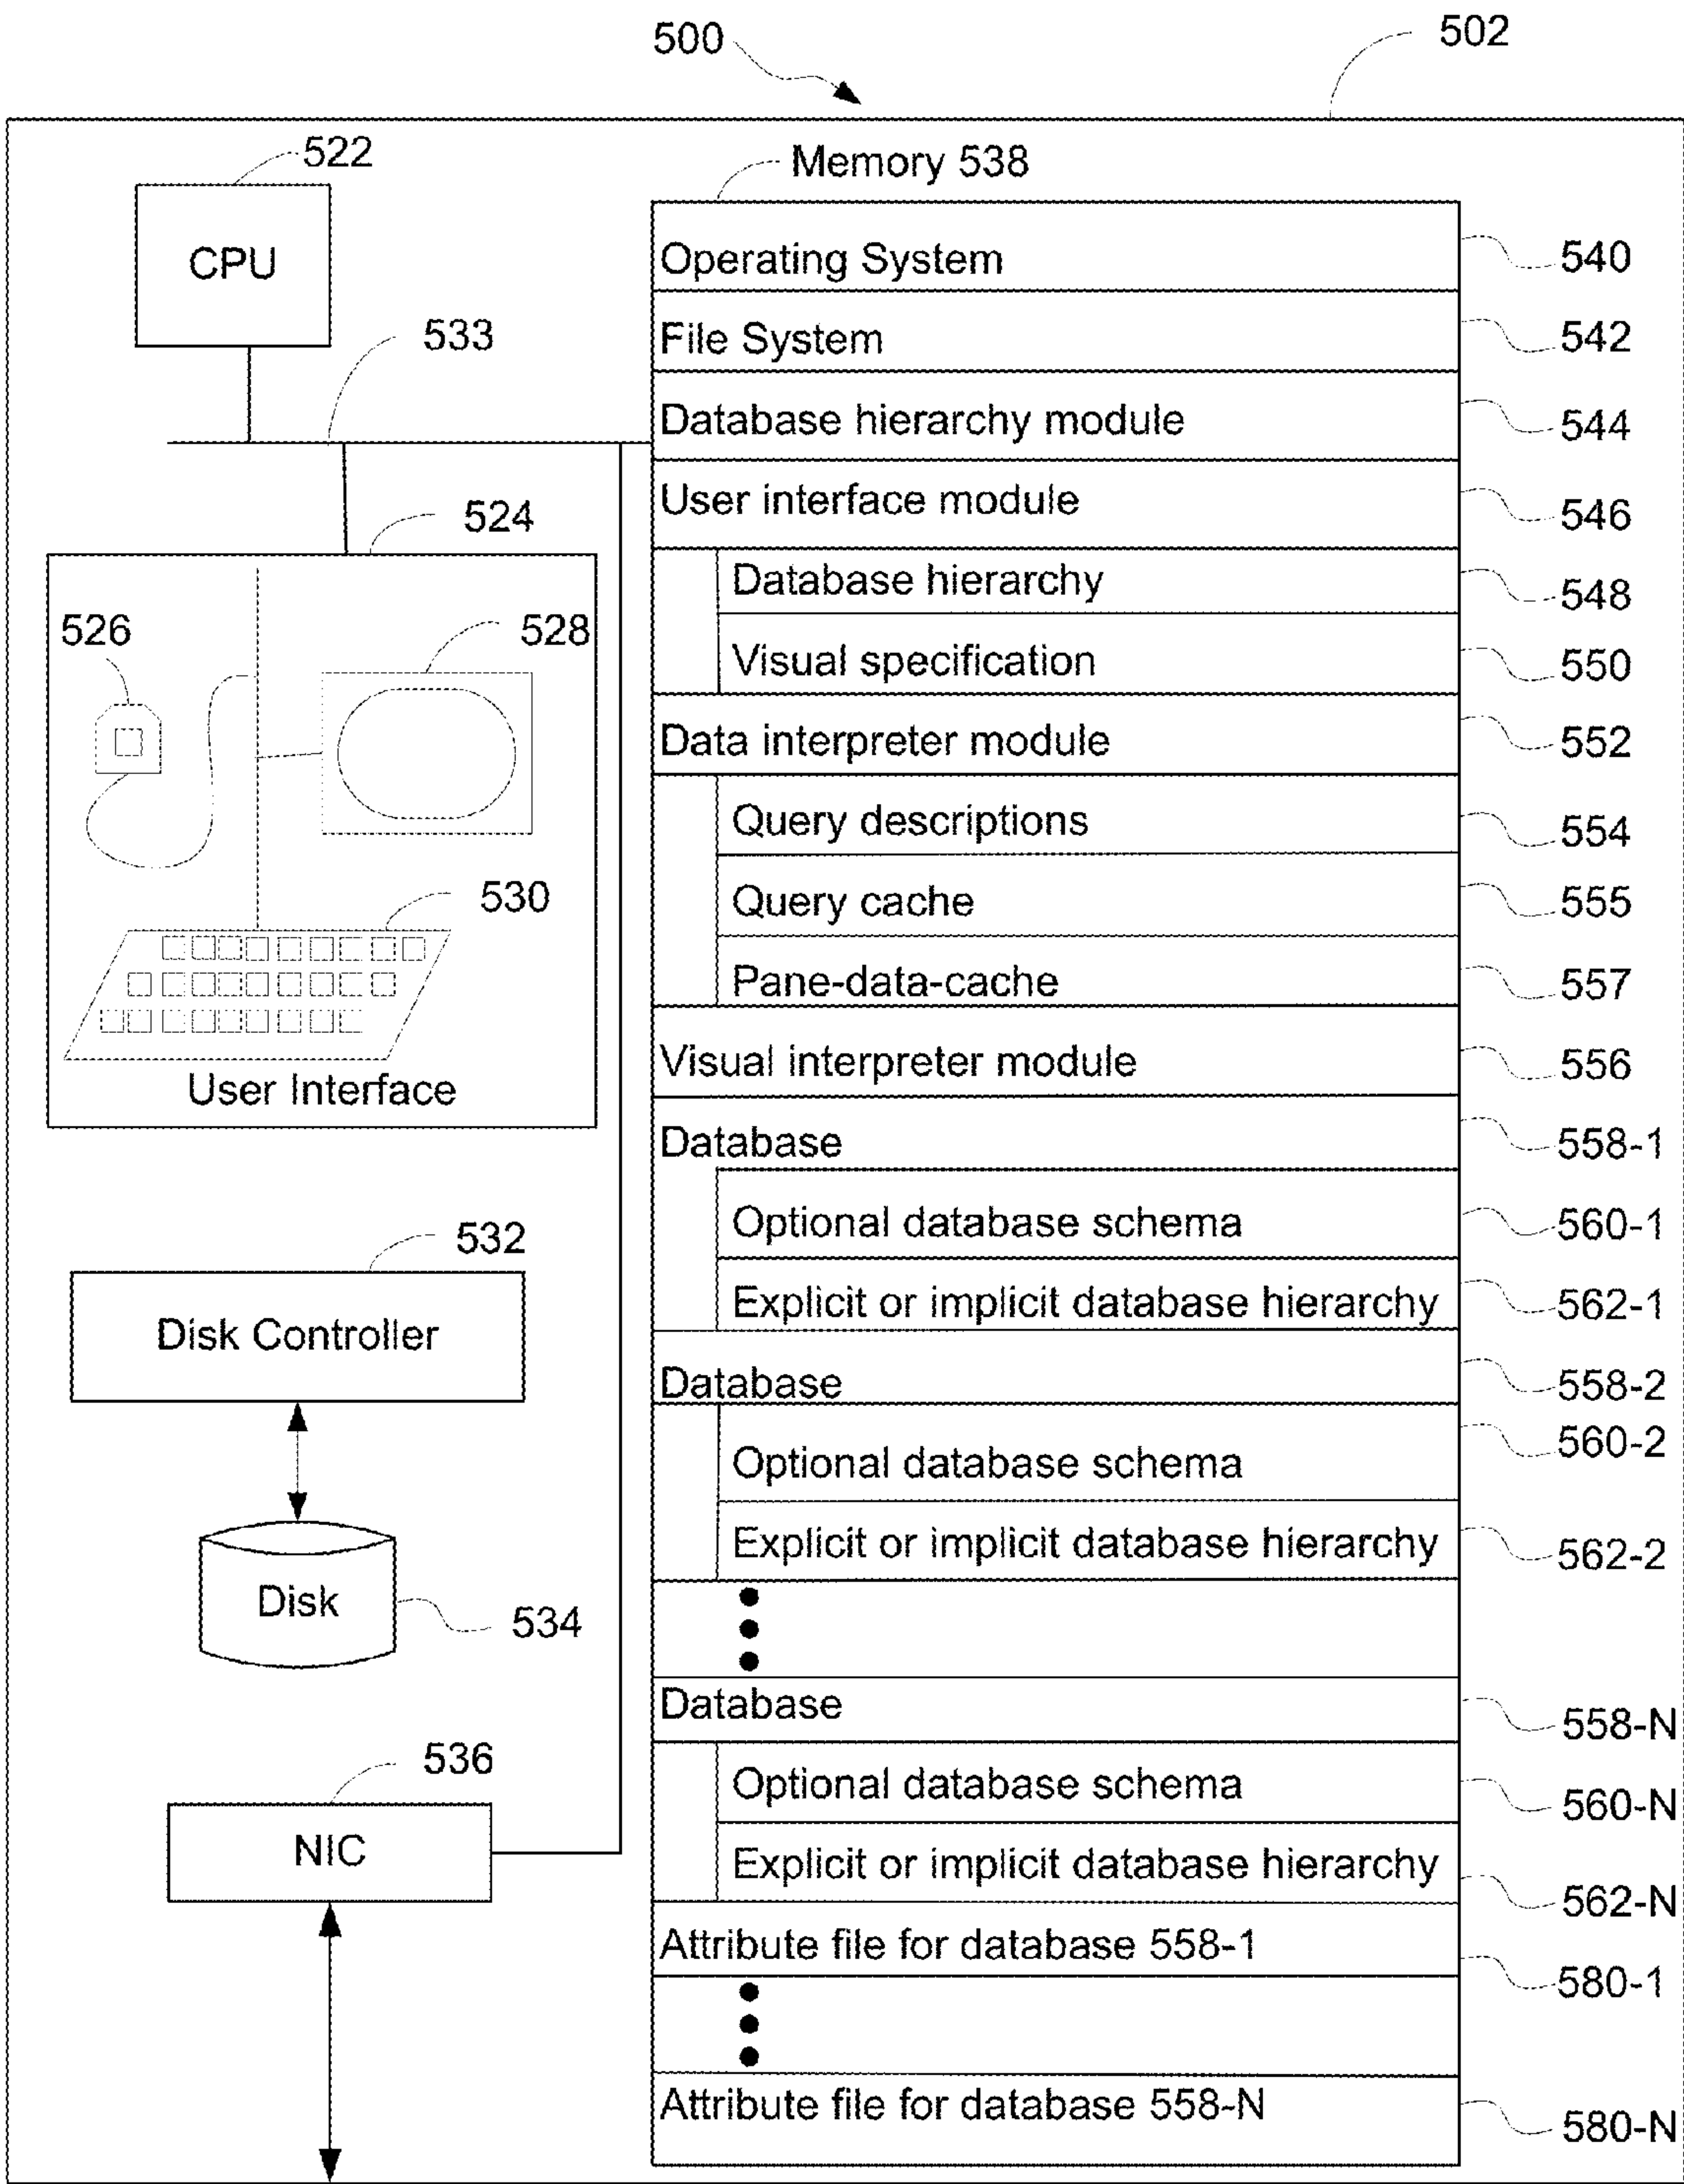 500
502
522
CPU
533
524
526
528
530
User Interface
532
Disk Controller
Disk
534
536
NIC
Memory 538
Operating System 540
File System 542
Database hierarchy module 544
User interface module 546
Database hierarchy 548
Visual specification 550
Data interpreter module 552
Query descriptions 554
Query cache 555
Pane-data-cache 557
Visual interpreter module 556
Database 558-1
Optional database schema 560-1
Explicit or implicit database hierarchy 562-1
Database 558-2
Optional database schema 560-2
Explicit or implicit database hierarchy 562-2
Database 558-N
Optional database schema 560-N
Explicit or implicit database hierarchy 562-N
Attribute file for database 558-1 580-1
Attribute file for database 558-N 580-N